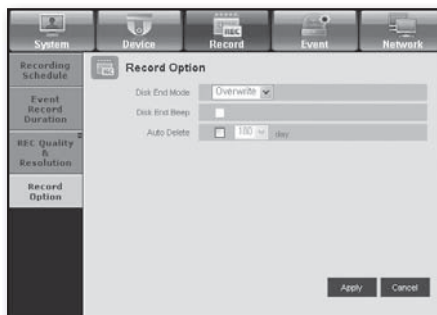 System Device Record Event Network
REC
Recording
Schedule
Event
Record
Duration
REC Quality
&
Resolution
Record
Option
Record Option
Disk End Mode Overwrite
Disk End Beep
Auto Delete 180 day
Apply Cancel